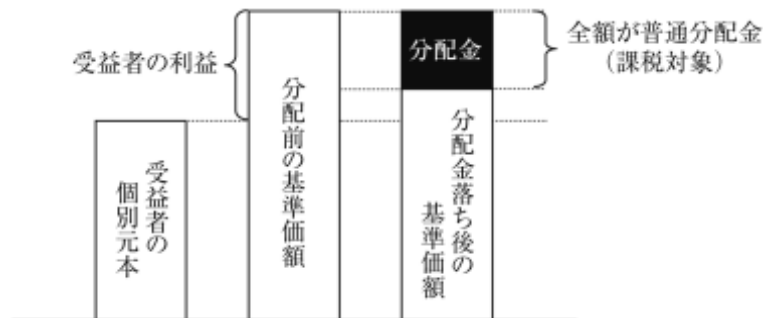 受益者の利益
受益者の
個別元本
分配前の基準価額
分配金
分配金落ち後の
基準価額
全額が普通分配金
(課税対象)